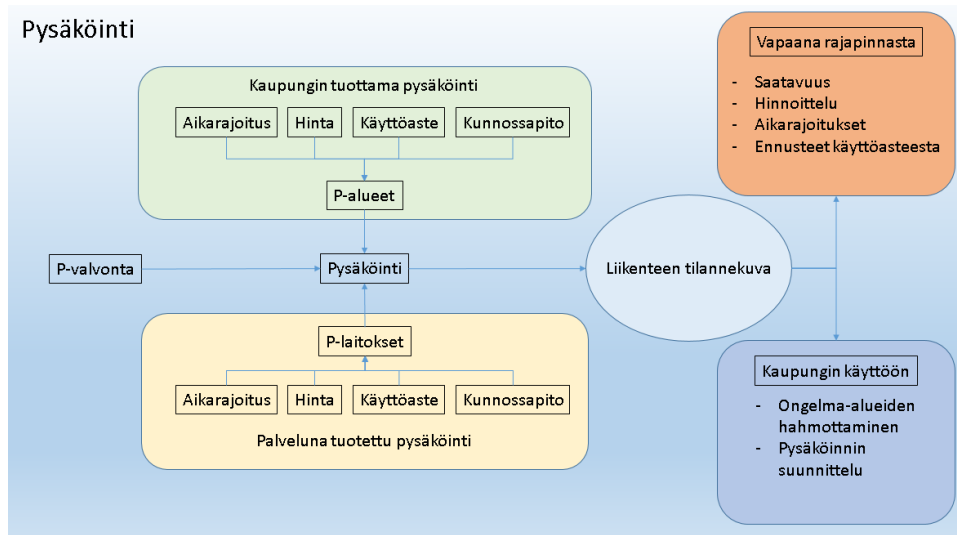 Pysäköinti
Kaupungin tuottama pysäköinti
Aikarajoitus
Hinta
Käyttöaste
Kunnossapito
P-alueet
P-valvonta
Pysäköinti
Liikenteen tilannekuva
P-laitokset
Aikarajoitus
Hinta
Käyttöaste
Kunnossapito
Palveluna tuotettu pysäköinti
Vapaana rajapinnasta
- Saatavuus
- Hinnoittelu
- Aikarajoitukset
- Ennusteet käyttöasteesta
Kaupungin käyttöön
- Ongelma-alueiden
hahmottaminen
- Pysäköinnin
suunnittelu